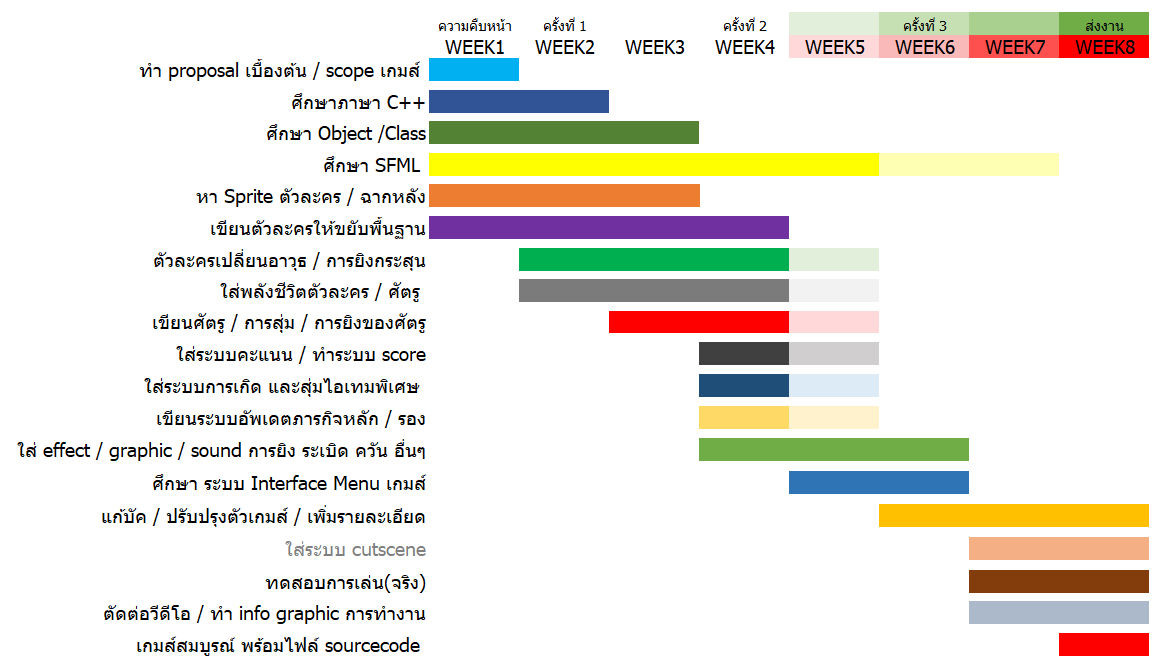 ความคืบหน้า ครั้งที่ 1 ครั้งที่ 2 ครั้งที่ 3 ส่งงาน
WEEK1 WEEK2 WEEK3 WEEK4 WEEK5 WEEK6 WEEK7 WEEK8
ทำ proposal เบื้องต้น / scope เกมส์
ศึกษาภาษา C++
ศึกษา Object /Class
ศึกษา SFML
หา Sprite ตัวละคร / ฉากหลัง
เขียนตัวละครให้ขยับพื้นฐาน
ตัวละครเปลี่ยนอาวุธ / การยิงกระสุน
ใส่พลังชีวิตตัวละคร / ศัตรู
เขียนศัตรู / การสุ่ม / การยิงของศัตรู
ใส่ระบบคะแนน / ทำระบบ score
ใส่ระบบการเกิด และสุ่มไอเทมพิเศษ
เขียนระบบอัพเดตภารกิจหลัก / รอง
ใส่ effect / graphic / sound การยิง ระเบิด ควัน อื่นๆ
ศึกษา ระบบ Interface Menu เกมส์
แก้บัค / ปรับปรุงตัวเกมส์ / เพิ่มรายละเอียด
ใส่ระบบ cutscene
ทดสอบการเล่น(จริง)
ตัดต่อวีดีโอ / ทำ info graphic การทำงาน
เกมส์สมบูรณ์ พร้อมไฟล์ sourcecode